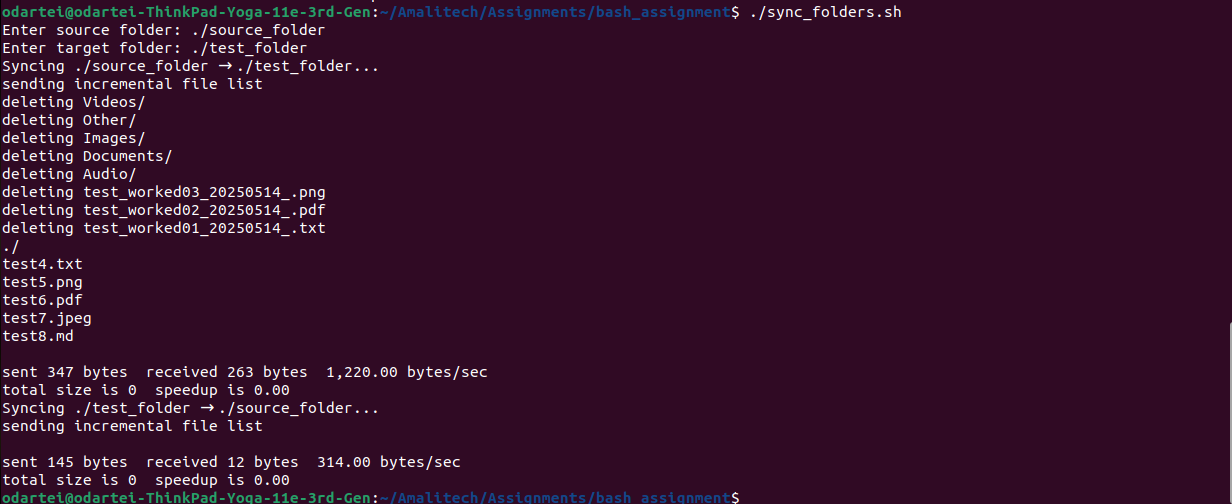 odartei@odartei-ThinkPad-Yoga-11e-3rd-Gen:~/Amalitech/Assignments/bash_assignment$ ./sync_folders.sh
Enter source folder: ./source_folder
Enter target folder: ./test_folder
Syncing ./source_folder → ./test_folder...
sending incremental file list
deleting Videos/
deleting Other/
deleting Images/
deleting Documents/
deleting Audio/
deleting test_worked03_20250514_.png
deleting test_worked02_20250514_.pdf
deleting test_worked01_20250514_.txt
./
test4.txt
test5.png
test6.pdf
test7.jpeg
test8.md
sent 347 bytes  received 263 bytes  1,220.00 bytes/sec
total size is 0  speedup is 0.00
Syncing ./test_folder → ./source_folder...
sending incremental file list
sent 145 bytes  received 12 bytes  314.00 bytes/sec
total size is 0  speedup is 0.00
odartei@odartei-ThinkPad-Yoga-11e-3rd-Gen:~/Amalitech/Assignments/bash_assignment$